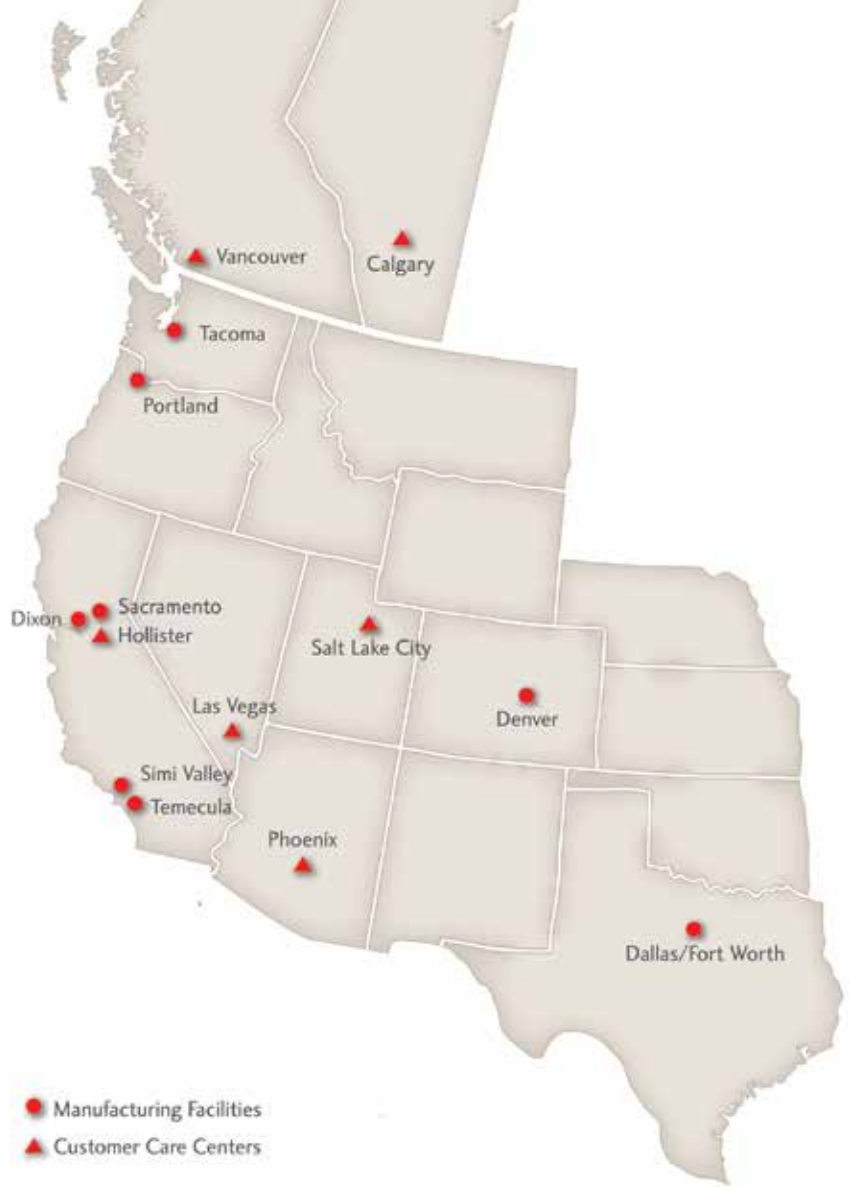 Vancouver
Calgary
Tacoma
Portland
Sacramento
Dixon
Hollister
Salt Lake City
Las Vegas
Denver
Simi Valley
Temecula
Phoenix
Dallas/Fort Worth
Manufacturing Facilities
Customer Care Centers